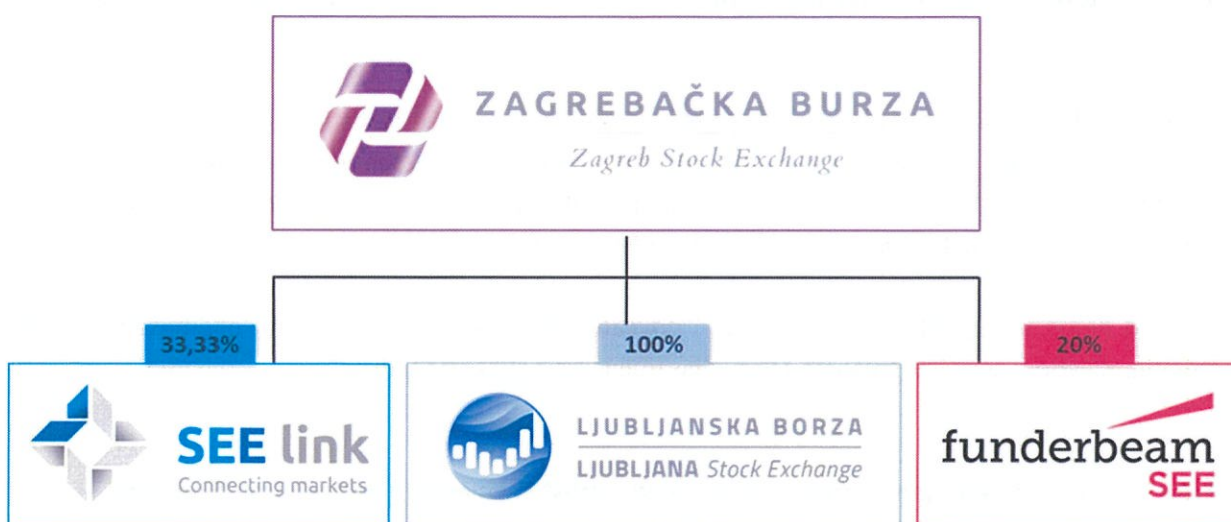 ZAGREBAČKA BURZA
Zagreb Stock Exchange
33,33%
100%
20%
SEE link
Connecting markets
LJUBLJANSKA BORZA
LJUBLJANA Stock Exchange
funderbeam
SEE